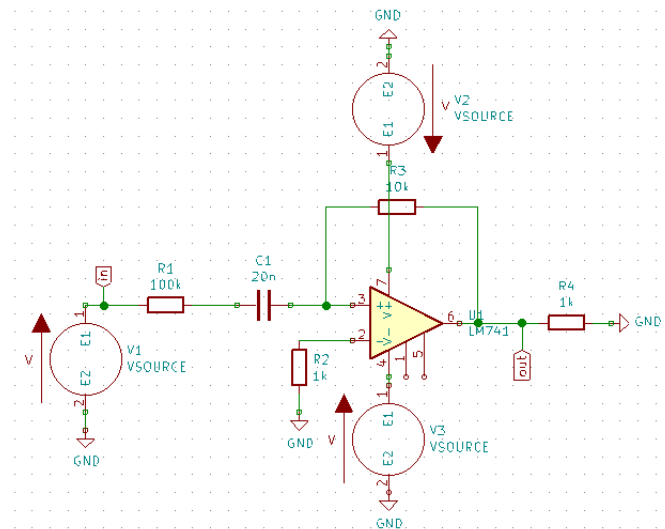 GND
2
E2
V
V2
VSOURCE
E1
1
R3
10k
in
R1
100k
C1
20n
7
3
+
V+
6
U1
LM741
R4
1k
GND
1
E1
V
V1
VSOURCE
E2
2
GND
2
-
V-
R2
1k
4
1
5
out
GND
1
E1
V
V3
VSOURCE
E2
2
GND